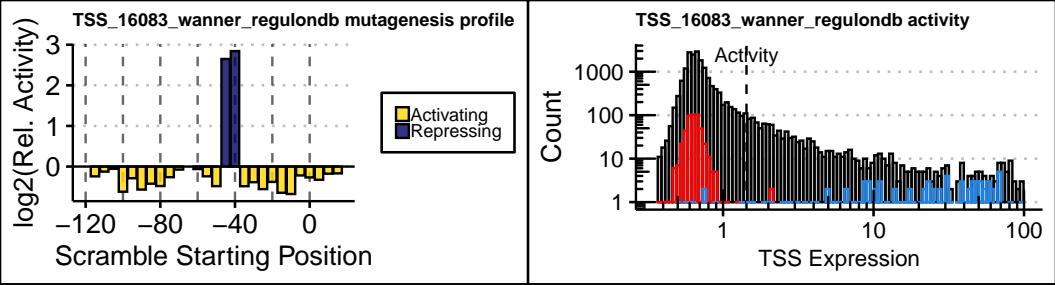 TSS_16083_wanner_regulondb mutagenesis profile
log2(Rel. Activity)
3
2
1
0
−120
−80
−40
0
Scramble Starting Position
Activating
Repressing
TSS_16083_wanner_regulondb activity
Activity
Count
1000
100
10
1
1
10
100
TSS Expression